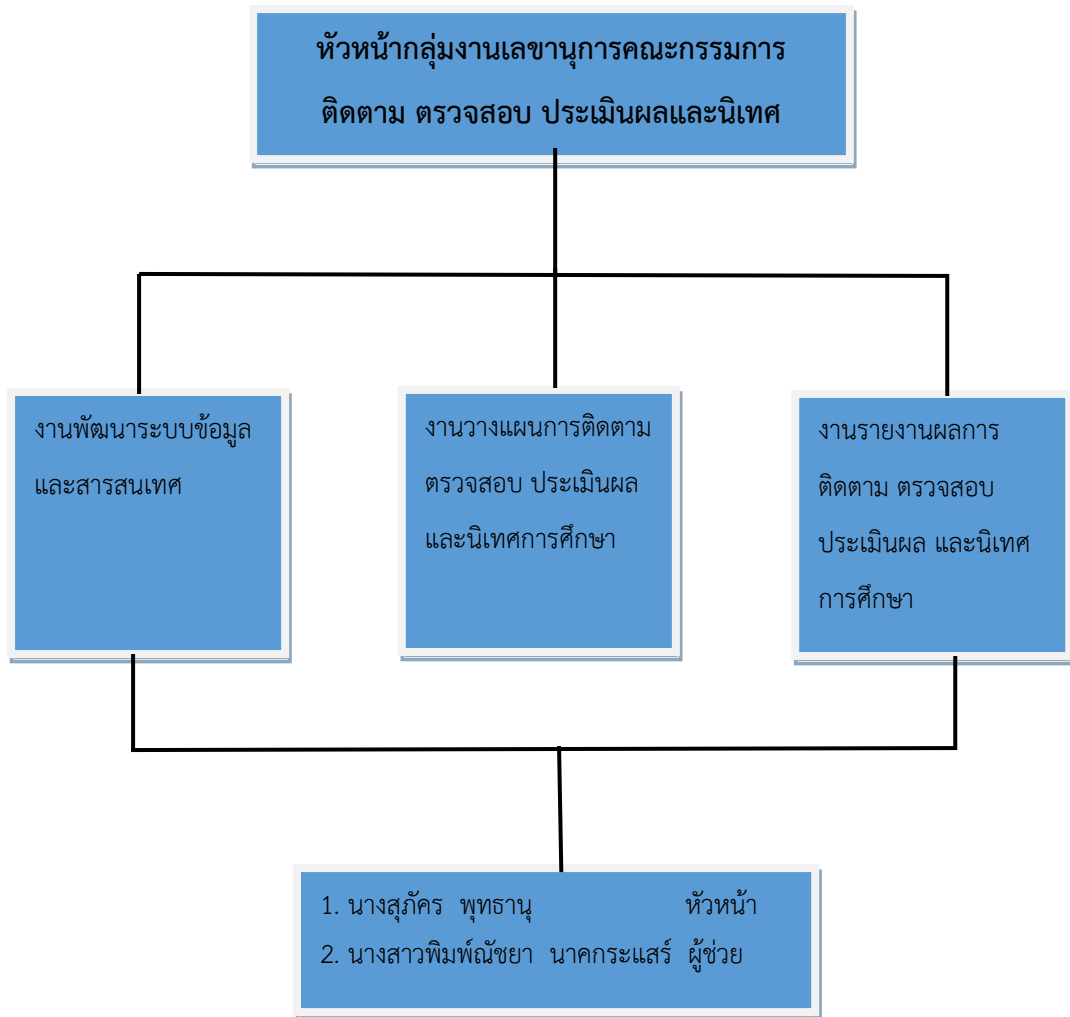 หัวหน้ากลุ่มงานเลขานุการคณะกรรมการ
ติดตาม ตรวจสอบ ประเมินผลและนิเทศ
งานพัฒนาระบบข้อมูล
และสารสนเทศ
งานวางแผนการติดตาม
ตรวจสอบ ประเมินผล
และนิเทศการศึกษา
งานรายงานผลการ
ติดตาม ตรวจสอบ
ประเมินผล และนิเทศ
การศึกษา
1. นางสุภัคร พุทธานุ หัวหน้า
2. นางสาวพิมพ์ณัชยา นาคกระแสร์ ผู้ช่วย